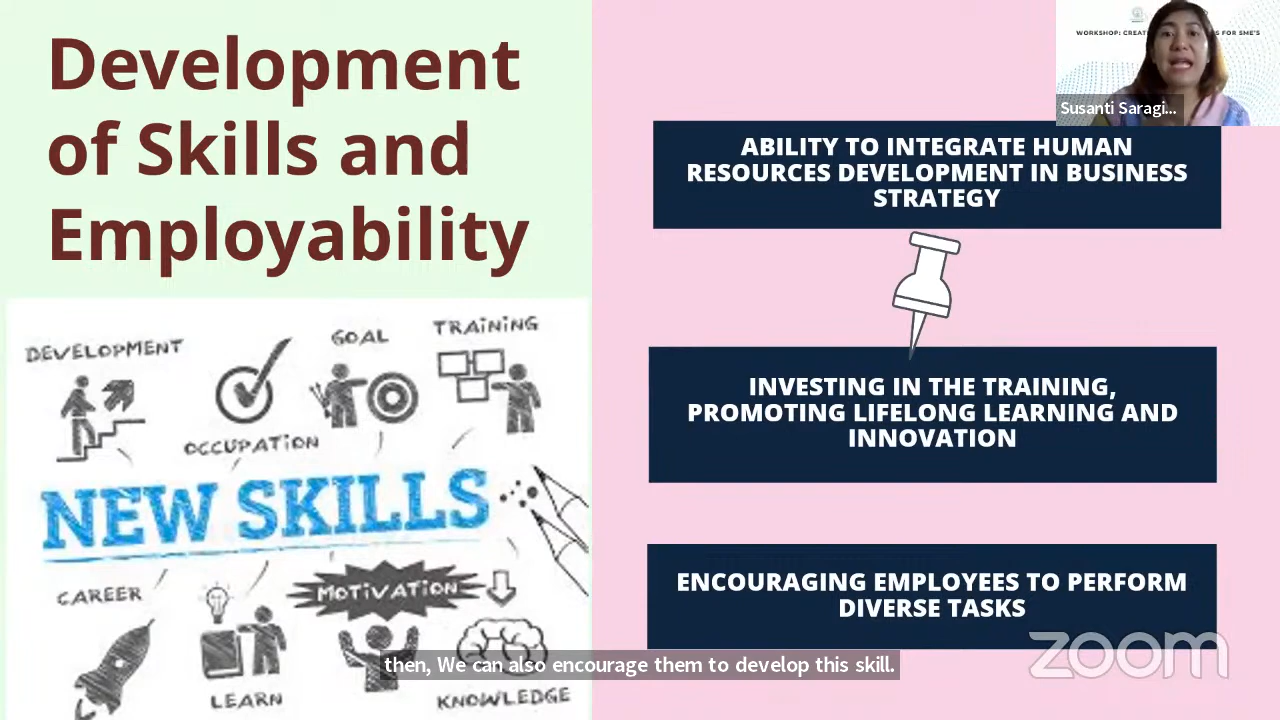 Development
of Skills and
Employability
WORKSHOP: CREAT
S FOR SME'S
Susanti Saragi...
ABILITY TO INTEGRATE HUMAN
RESOURCES DEVELOPMENT IN BUSINESS
STRATEGY
INVESTING IN THE TRAINING,
PROMOTING LIFELONG LEARNING AND
INNOVATION
ENCOURAGING EMPLOYEES TO PERFORM
DIVERSE TASKS
DEVELOPMENT
GOAL
TRAINING
OCCUPATION
NEW SKILLS
CAREER
MOTIVATION
LEARN
KNOWLEDGE
then, We can also encourage them to develop this skill.
zoom